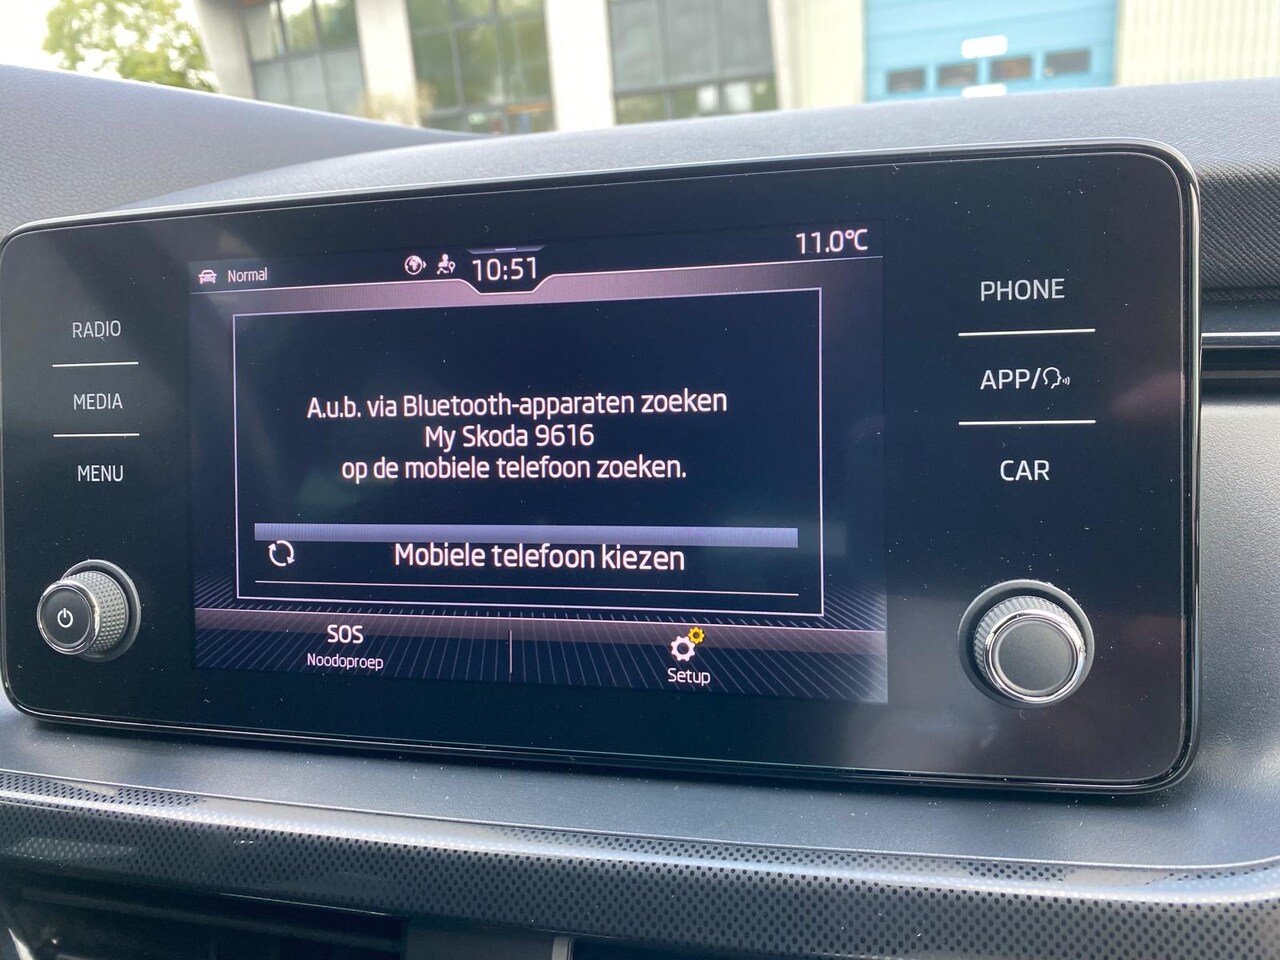 Normal
10:51
11.0°C
RADIO
MEDIA
MENU
A.u.b. via Bluetooth-apparaten zoeken
My Skoda 9616
op de mobiele telefoon zoeken.
Mobiele telefoon kiezen
SOS
Noodoproep
Setup
PHONE
APP/
CAR